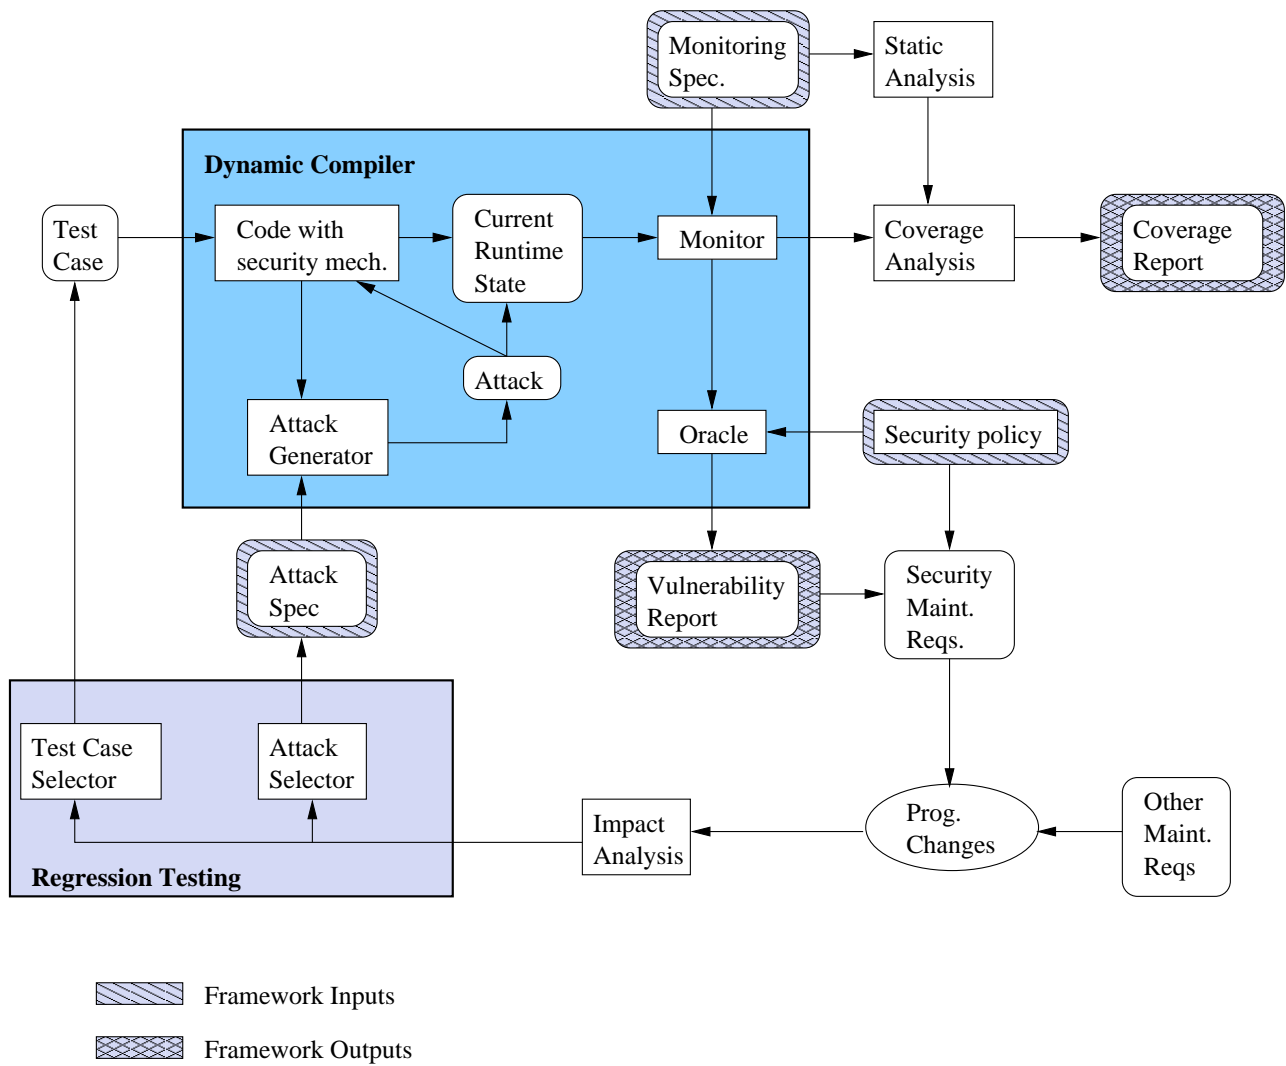 Monitoring
Spec.
Static
Analysis
Dynamic Compiler
Test
Case
Code with
security mech.
Current
Runtime
State
Monitor
Coverage
Analysis
Coverage
Report
Attack
Attack
Generator
Oracle
Security policy
Attack
Spec
Vulnerability
Report
Security
Maint.
Reqs.
Test Case
Selector
Attack
Selector
Impact
Analysis
Prog.
Changes
Other
Maint.
Reqs
Regression Testing
Framework Inputs
Framework Outputs